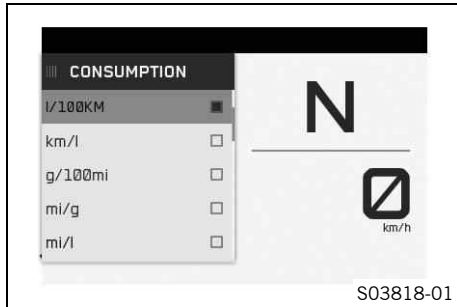 CONSUMPTION
l/100KM
km/l
g/100mi
mi/g
mi/l
N
0
km/h
S03818-01